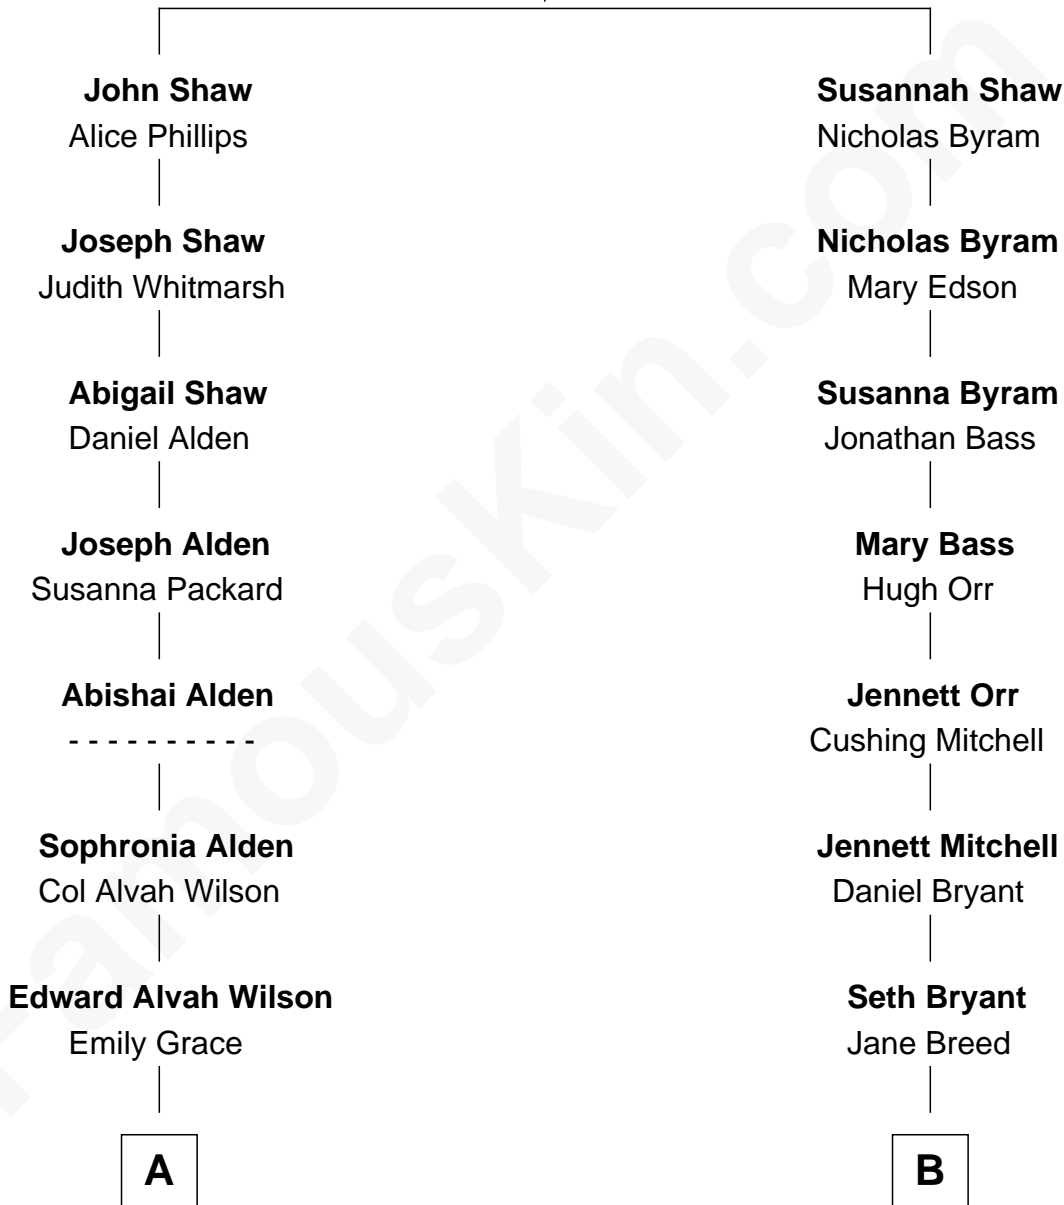 John Shaw
Alice Phillips
Joseph Shaw
Judith Whitmarsh
Abigail Shaw
Daniel Alden
Joseph Alden
Susanna Packard
Abishai Alden
- - - - - - - - - -
Sophronia Alden
Col Alvah Wilson
Edward Alvah Wilson
Emily Grace
A
Susannah Shaw
Nicholas Byram
Nicholas Byram
Mary Edson
Susanna Byram
Jonathan Bass
Mary Bass
Hugh Orr
Jennett Orr
Cushing Mitchell
Jennett Mitchell
Daniel Bryant
Seth Bryant
Jane Breed
B
FamousKin.com